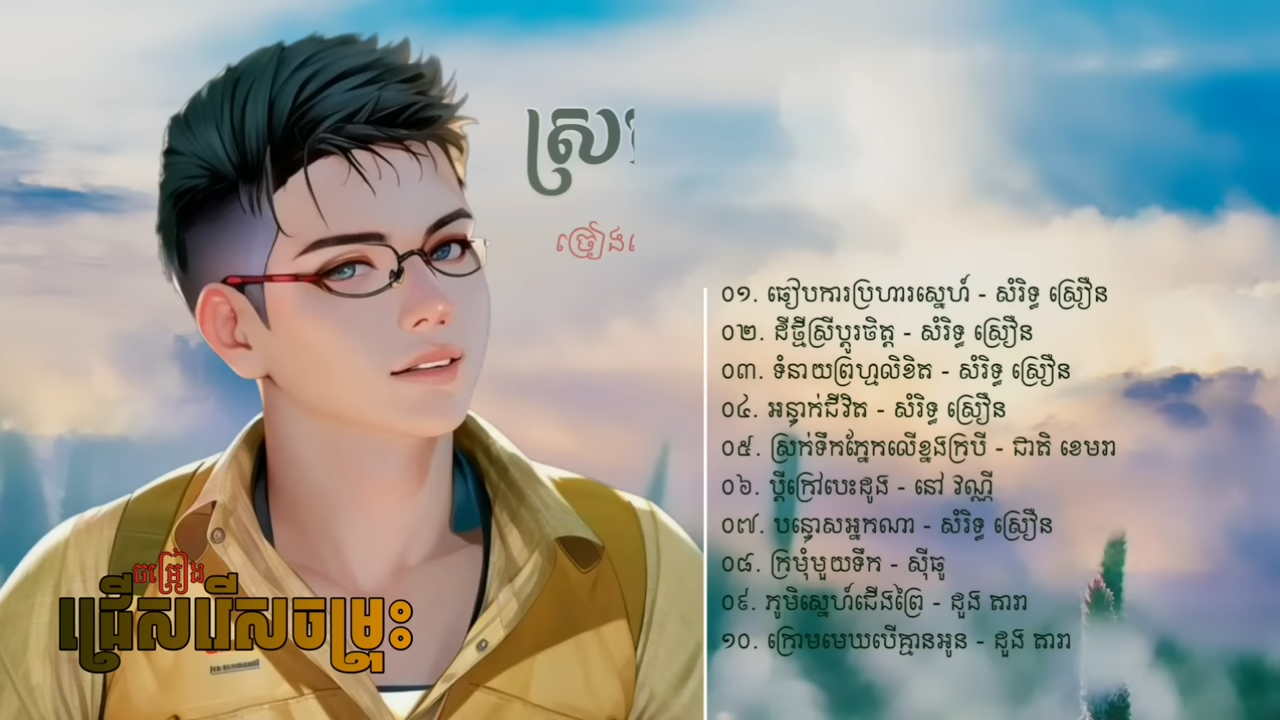 ស្រ
ច្រៀង
០១. ធៀបការប្រហារស្នេហ៍ - សំរិទ្ធ ស្រឿន
០២. ដីថ្មីស្រីប្ដូរចិត្ត - សំរិទ្ធ ស្រឿន
០៣. ទំនាយព្រហ្មលិខិត - សំរិទ្ធ ស្រឿន
០៤. អន្ទាក់ជីវិត - សំរិទ្ធ ស្រឿន
០៥. ស្រក់ទឹកភ្នែកលើខ្នងក្របី - ជាតិ ខេមរា
០៦. ប្ដីក្រៅបេះដូង - នៅ វណ្ណី
០៧. បន្ទោសអ្នកណា - សំរិទ្ធ ស្រឿន
០៨. ក្រមុំមួយទឹក - ស៊ីធូ
០៩. ភូមិស្នេហ៍ជើងព្រៃ - ដួង តារា
១០. ក្រោមមេឃបើគ្មានអូន - ដួង តារា
ចម្រៀង
ជ្រើសរើសចម្រុះ